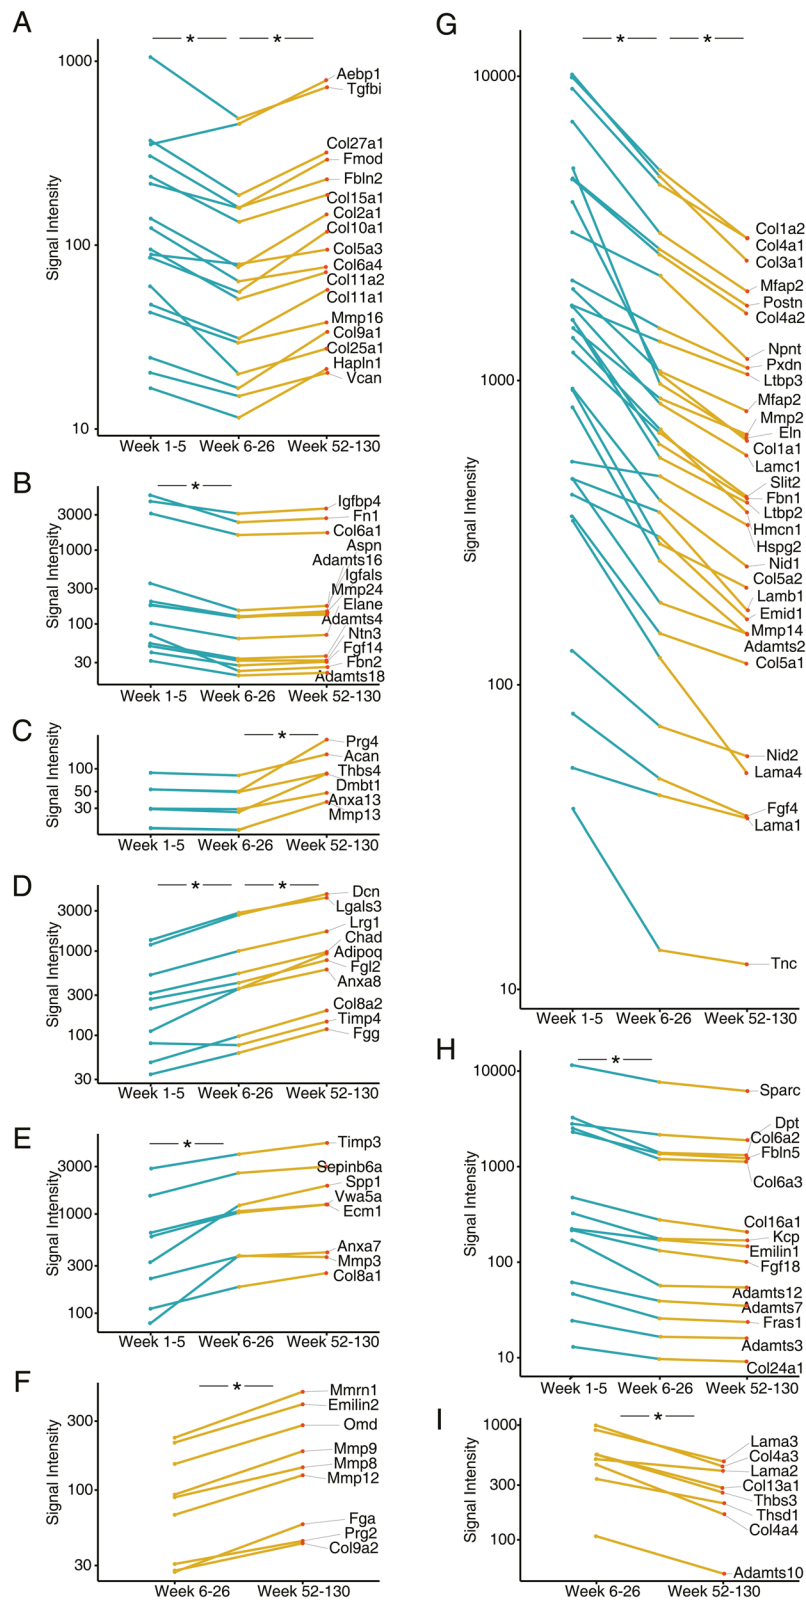 A
* *
Signal Intensity
1000
100
10
Aebp1
Tgfbi
Col27a1
Fmod
Fbln2
Col15a1
Col2a1
Col10a1
Col5a3
Col6a4
Col11a2
Col11a1
Mmp16
Col9a1
Col25a1
Hapln1
Vcan
Week 1-5 Week 6-26 Week 52-130
B
*
Signal Intensity
3000
1000
300
100
30
Igfbp4
Fn1
Col6a1
Aspn
Adamts16
Igfals
Mmp24
Elane
Adamts4
Ntn3
Fgf14
Fbn2
Adamts18
Week 1-5 Week 6-26 Week 52-130
C
*
Signal Intensity
100
50
30
Prg4
Acan
Thbs4
Dmbt1
Anxa13
Mmp13
Week 1-5 Week 6-26 Week 52-130
D
* *
Signal Intensity
3000
1000
300
100
30
Dcn
Lgals3
Lrg1
Chad
Adipoq
Fgl2
Anxa8
Col8a2
Timp4
Fgg
Week 1-5 Week 6-26 Week 52-130
E
*
Signal Intensity
3000
1000
300
100
Timp3
Sepinb6a
Spp1
Vwa5a
Ecm1
Anxa7
Mmp3
Col8a1
Week 1-5 Week 6-26 Week 52-130
F
*
Signal Intensity
300
100
30
Mmrn1
Emilin2
Omd
Mmp9
Mmp8
Mmp12
Fga
Prg2
Col9a2
Week 6-26 Week 52-130
G
* *
Signal Intensity
10000
1000
100
10
Col1a2
Col4a1
Col3a1
Mfap2
Postn
Col4a2
Npnt
Pxdn
Ltbp3
Mfap2
Mmp2
Eln
Col1a1
Lamc1
Slit2
Fbn1
Ltbp2
Hmcn1
Hspg2
Nid1
Col5a2
Lamb1
Emid1
Mmp14
Adamts2
Col5a1
Nid2
Lama4
Fgf4
Lama1
Tnc
Week 1-5 Week 6-26 Week 52-130
H
*
Signal Intensity
10000
1000
100
10
Sparc
Dpt
Col6a2
Fbln5
Col6a3
Col16a1
Kcp
Emilin1
Fgf18
Adamts12
Adamts7
Fras1
Adamts3
Col24a1
Week 1-5 Week 6-26 Week 52-130
I
*
Signal Intensity
1000
300
100
Lama3
Col4a3
Lama2
Col13a1
Thbs3
Thsd1
Col4a4
Adamts10
Week 6-26 Week 52-130